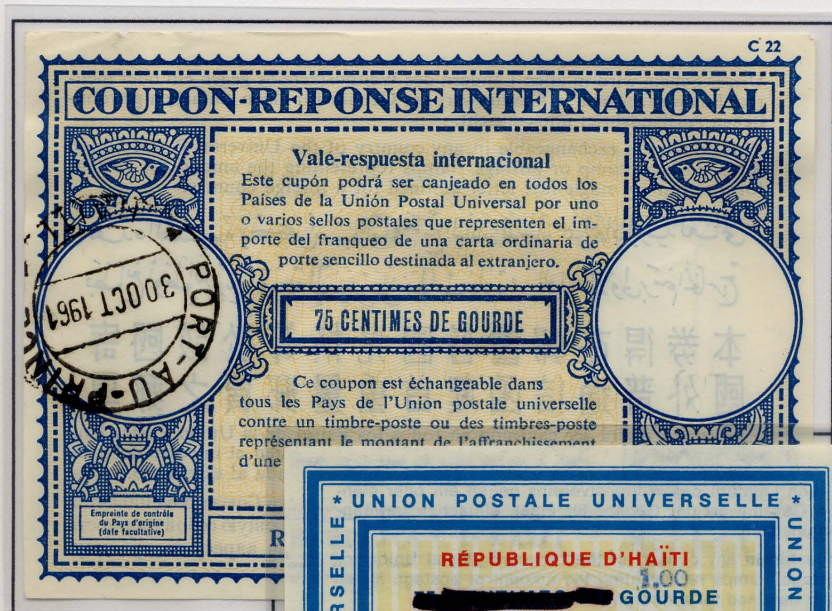 C 22
COUPON-REPONSE INTERNATIONAL
Vale-respuesta internacional
Este cupón podrá ser canjeado en todos los
Países de la Unión Postal Universal por uno
o varios sellos postales que representen el im-
porte del franqueo de una carta ordinaria de
porte sencillo destinada al extranjero.
75 CENTIMES DE GOURDE
PORT-AU-PRINCE
30 OCT 1961
Ce coupon est échangeable dans
tous les Pays de l'Union postale universelle
contre un timbre-poste ou des timbres-poste
représentant le montant de l'affranchissement
d'une
Empreinte de contrôle
du Pays d'origine
(date facultative)
R
* UNION POSTALE UNIVERSELLE *
UNION
RSELLE
RÉPUBLIQUE D'HAÏTI
1.00
GOURDE